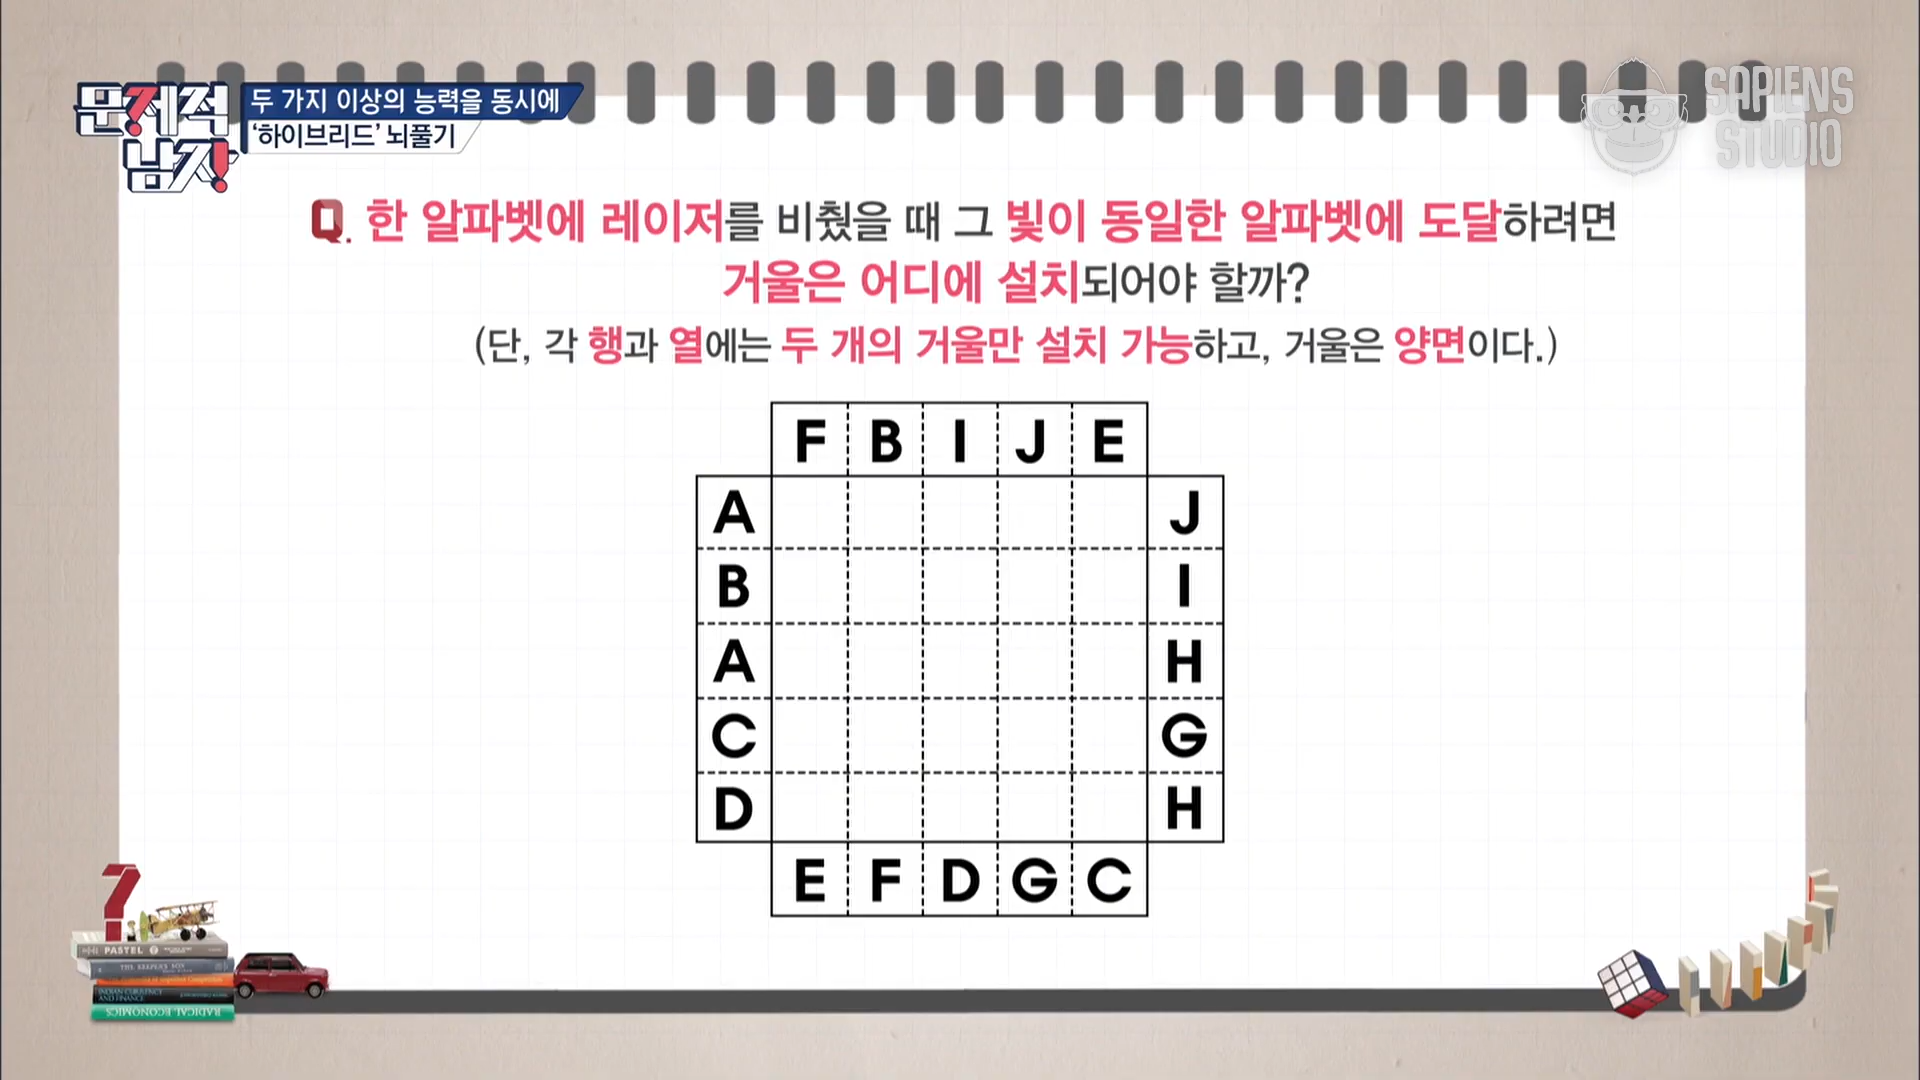 문제적
남자!
두 가지 이상의 능력을 동시에
‘하이브리드’ 뇌풀기
SAPIENS
STUDIO
Q. 한 알파벳에 레이저를 비췄을 때 그 빛이 동일한 알파벳에 도달하려면
거울은 어디에 설치되어야 할까?
(단, 각 행과 열에는 두 개의 거울만 설치 가능하고, 거울은 양면이다.)
F B I J E
A J
B I
A H
C G
D H
E F D G C
?
PASTEL
INDIAN CURRENCY
AND FINANCE
RADICAL ECONOMICS